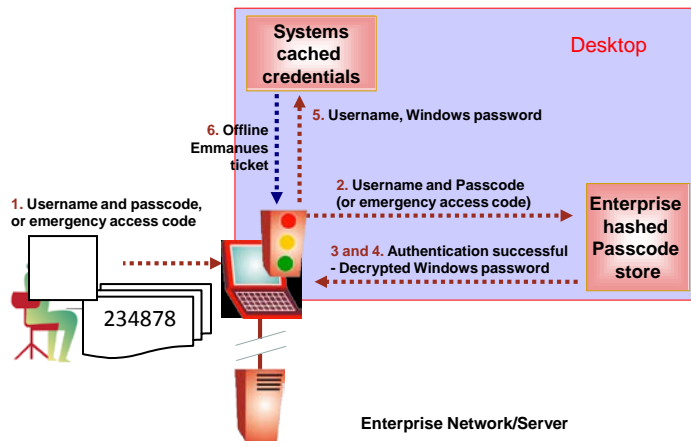 Systems
cached
credentials
Desktop
5. Username, Windows password
6. Offline
Emmanues
ticket
1. Username and passcode,
or emergency access code
2. Username and Passcode
(or emergency access code)
Enterprise
hashed
Passcode
store
3 and 4. Authentication successful
- Decrypted Windows password
234878
Enterprise Network/Server